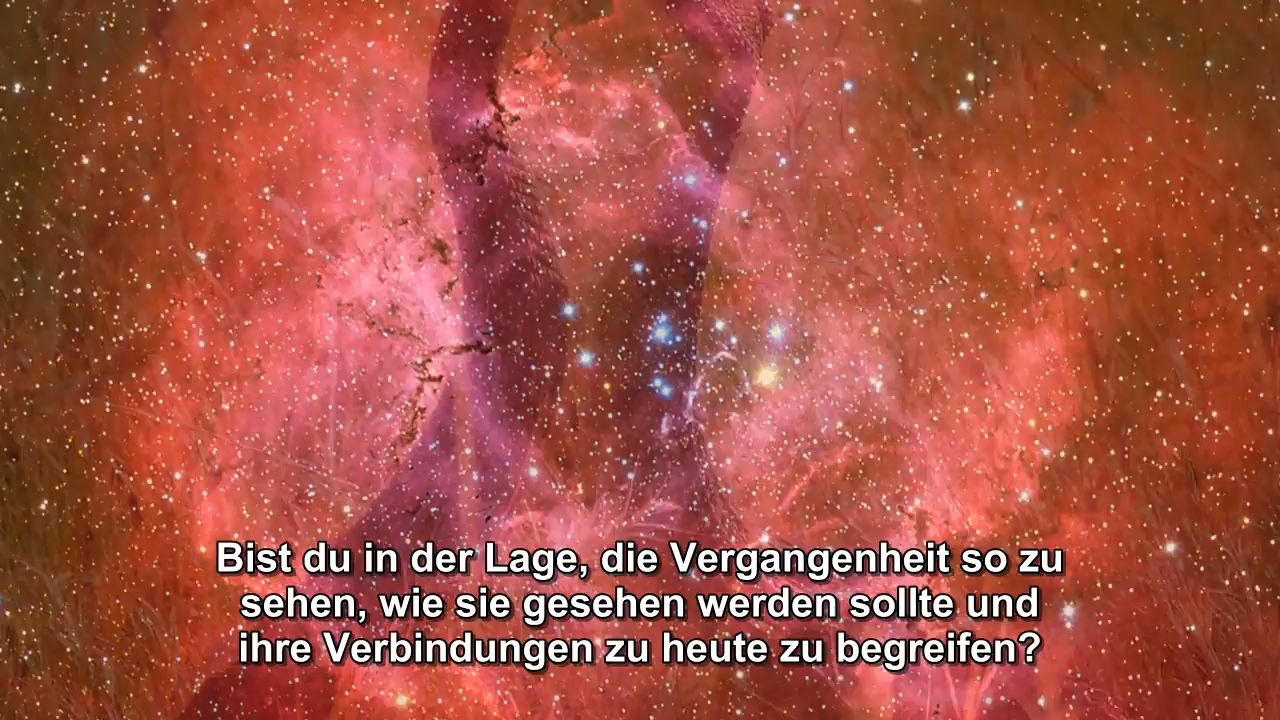 Bist du in der Lage, die Vergangenheit so zu
sehen, wie sie gesehen werden sollte und
ihre Verbindungen zu heute zu begreifen?